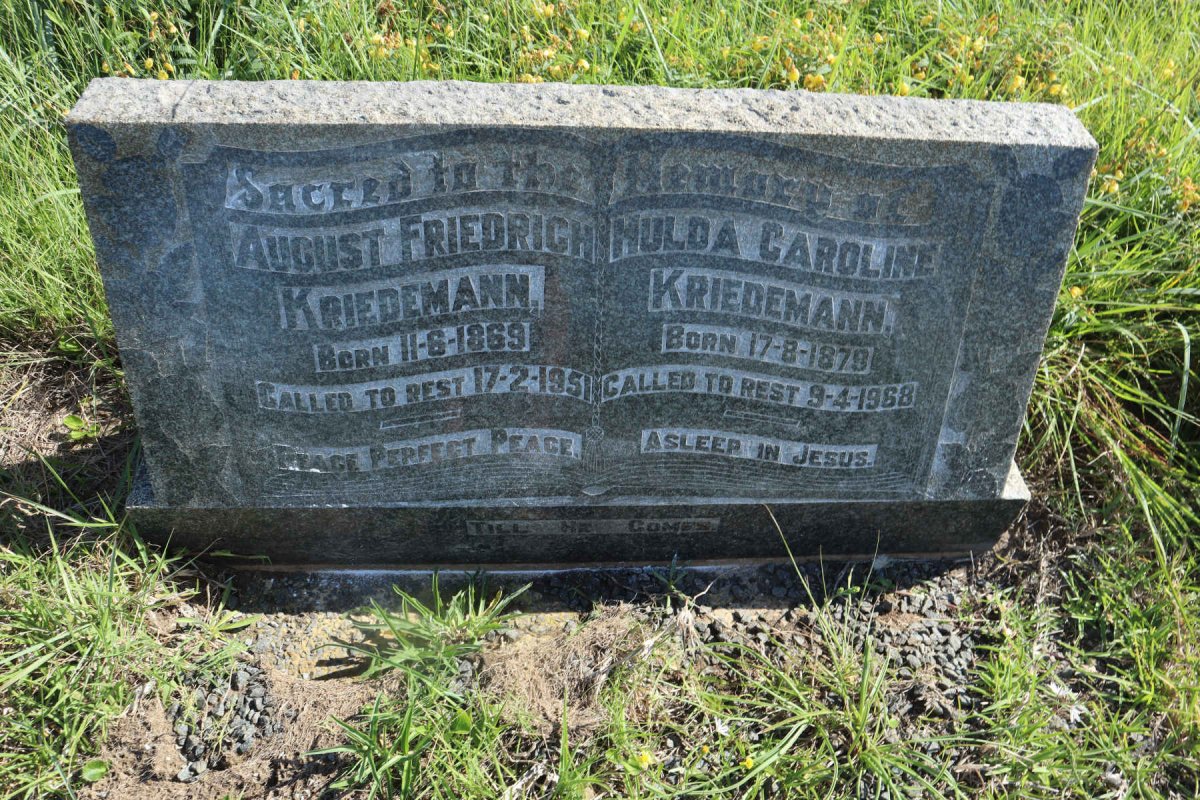 Sacred to the Memory of
AUGUST FRIEDRICH
KRIEDEMANN.
BORN 11-6-1869
CALLED TO REST 17-2-1951
PEACE PERFECT PEACE.
HULDA CAROLINE
KRIEDEMANN.
BORN 17-8-1879
CALLED TO REST 9-4-1968
ASLEEP IN JESUS.
TILL HE COMES.